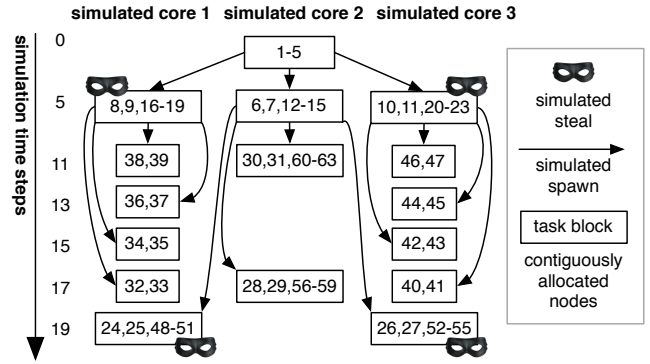 simulated core 1 simulated core 2 simulated core 3
simulation time steps
0
1-5
5
8,9,16-19
6,7,12-15
10,11,20-23
11
38,39
30,31,60-63
46,47
13
36,37
44,45
15
34,35
42,43
17
32,33
28,29,56-59
40,41
19
24,25,48-51
26,27,52-55
simulated
steal
simulated
spawn
task block
contiguously
allocated
nodes